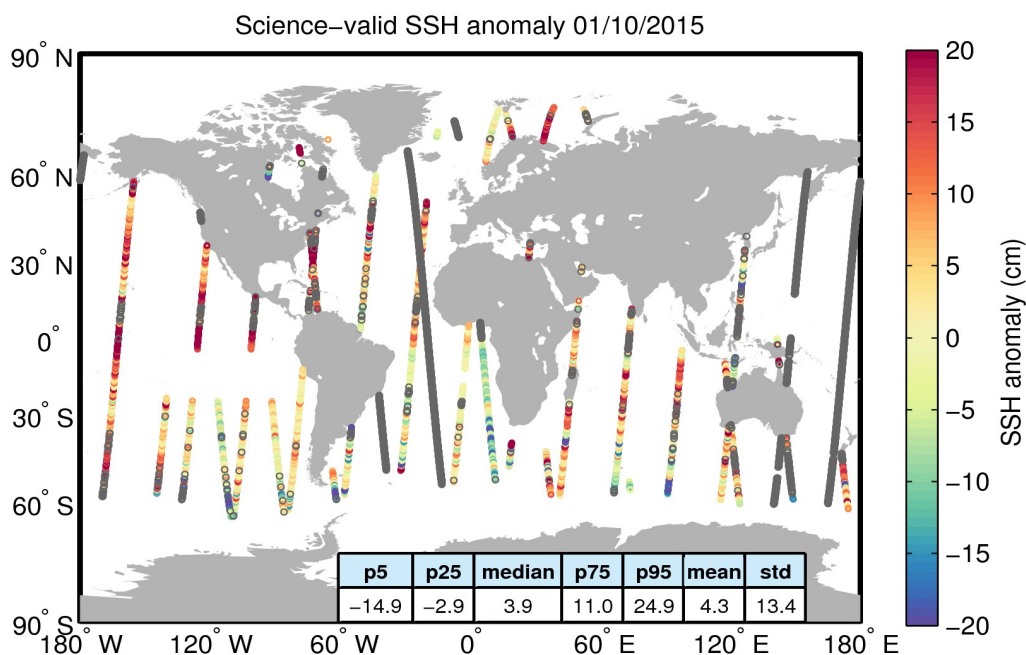 Science−valid SSH anomaly 01/10/2015
90° N
60° N
30° N
0°
30° S
60° S
90° S
180° W
120° W
60° W
0°
60° E
120° E
180° E
p5 p25 median p75 p95 mean std
−14.9 −2.9 3.9 11.0 24.9 4.3 13.4
20
15
10
5
0
−5
−10
−15
−20
SSH anomaly (cm)